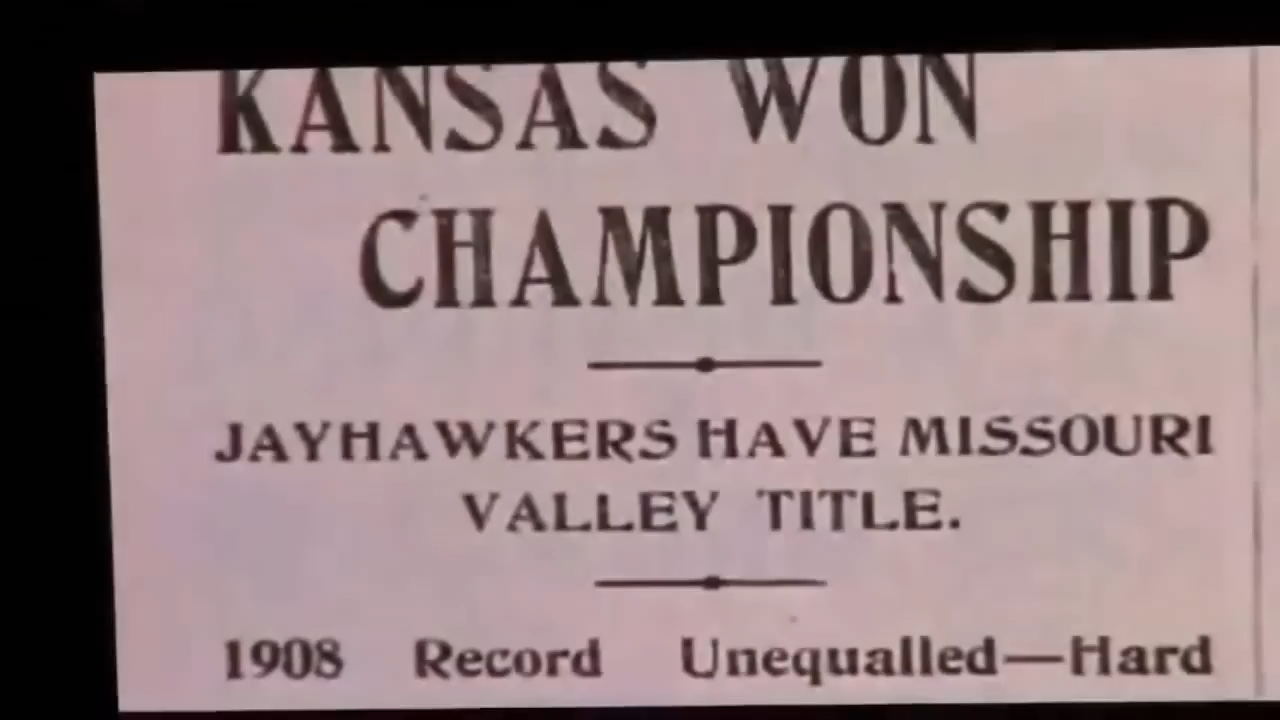 KANSAS WON
CHAMPIONSHIP
JAYHAWKERS HAVE MISSOURI
VALLEY TITLE.
1908 Record Unequalled—Hard